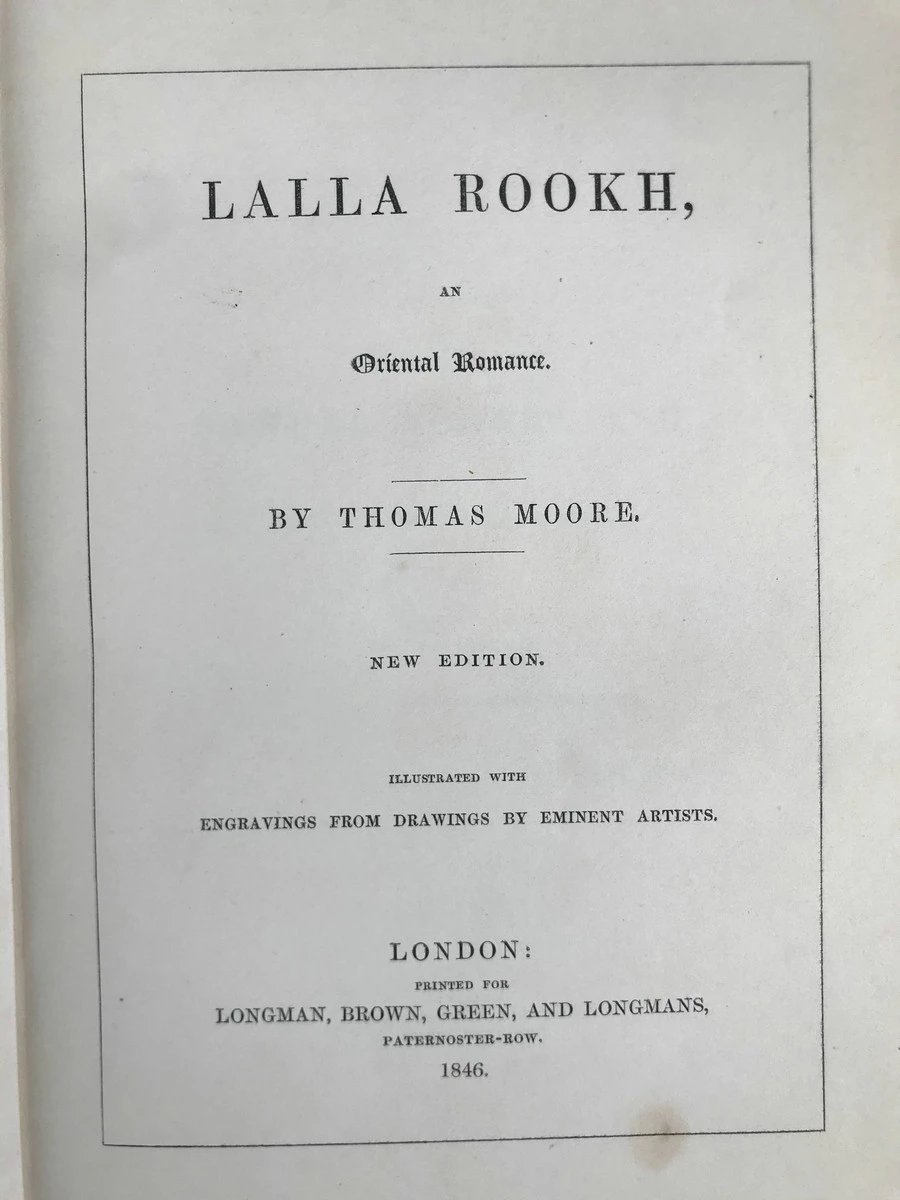 LALLA ROOKH,
AN
Oriental Romance.
BY THOMAS MOORE.
NEW EDITION.
ILLUSTRATED WITH
ENGRAVINGS FROM DRAWINGS BY EMINENT ARTISTS.
LONDON:
PRINTED FOR
LONGMAN, BROWN, GREEN, AND LONGMANS,
PATERNOSTER-ROW.
1846.